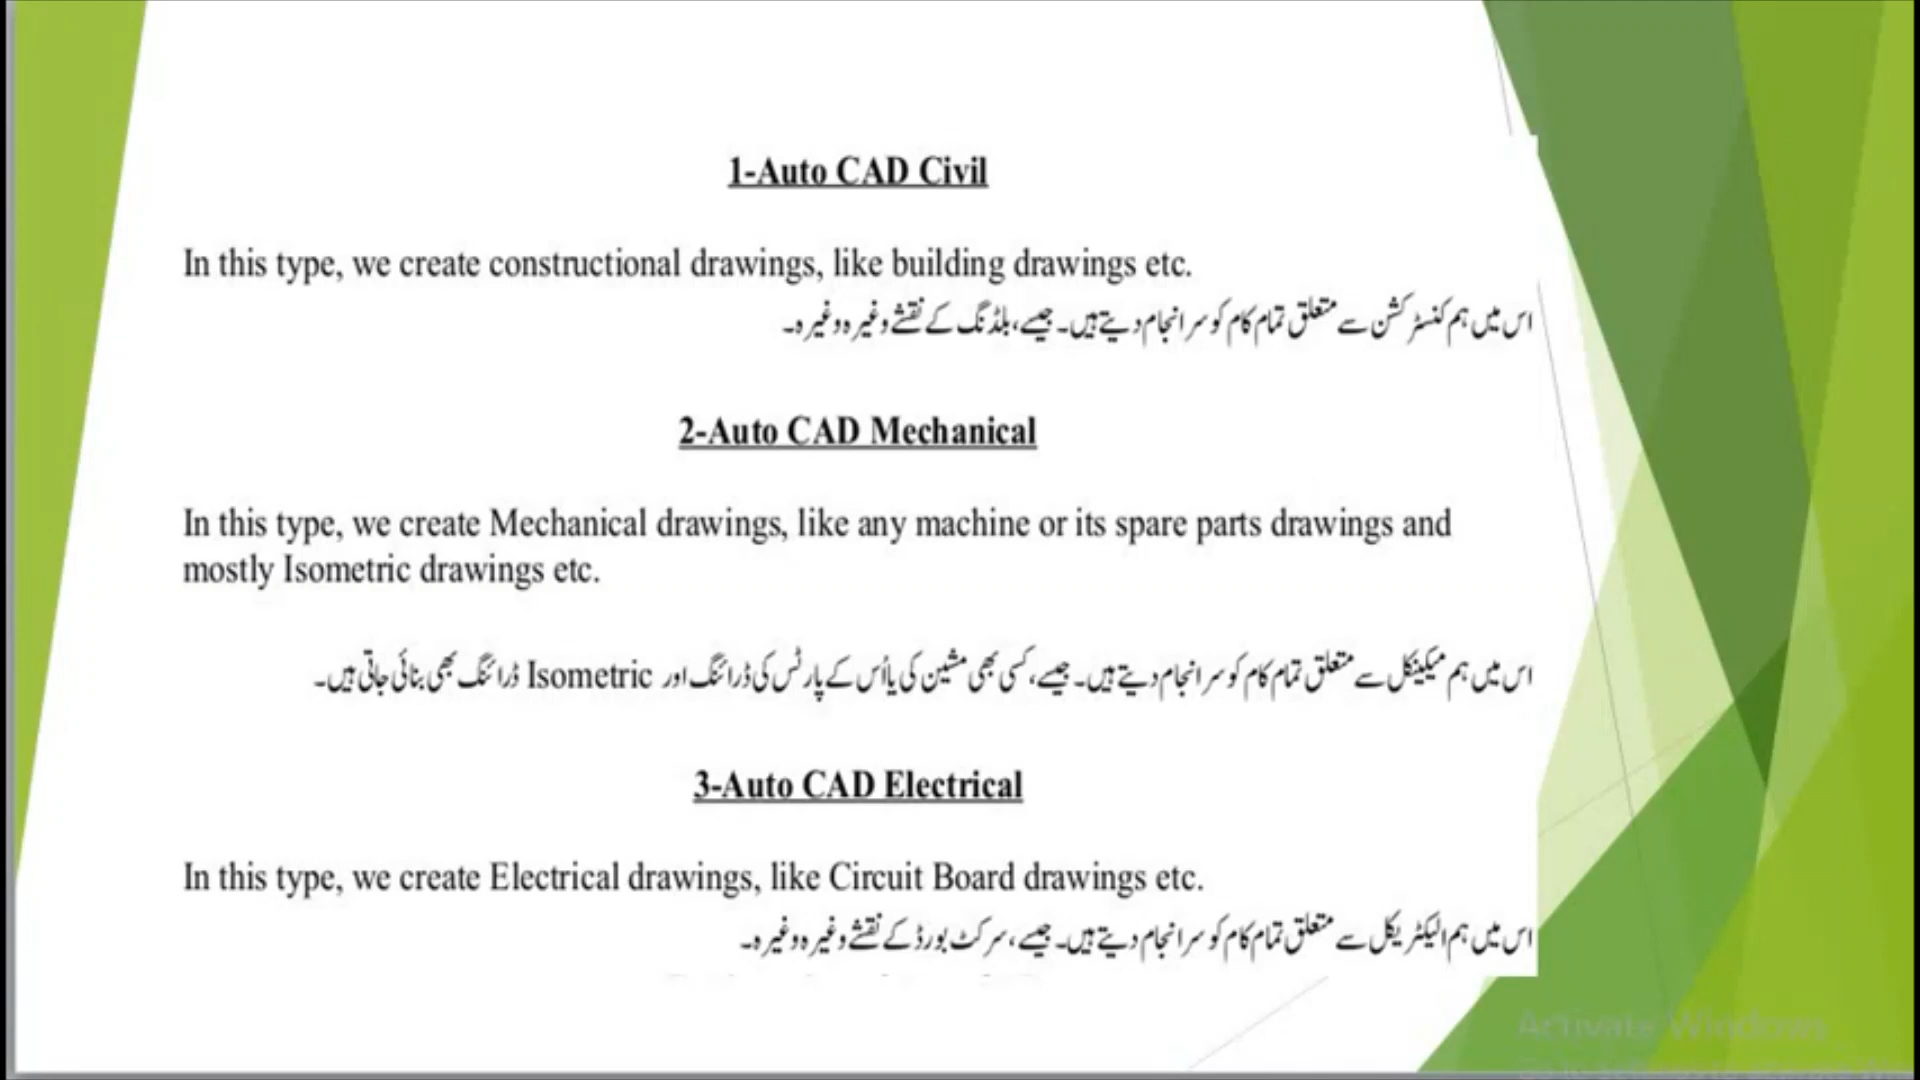 1-Auto CAD Civil
In this type, we create constructional drawings, like building drawings etc.
اس میں ہم کنسٹرکشن سے متعلق تمام کام کو سرانجام دیتے ہیں۔ جیسے، بلڈنگ کے نقشے وغیرہ وغیرہ۔
2-Auto CAD Mechanical
In this type, we create Mechanical drawings, like any machine or its spare parts drawings and
mostly Isometric drawings etc.
اس میں ہم میکینکل سے متعلق تمام کام کو سرانجام دیتے ہیں۔ جیسے، کسی بھی مشین کی یا اُس کے پارٹس کی ڈرائنگ اور Isometric ڈرائنگ بھی بنائی جاتی ہیں۔
3-Auto CAD Electrical
In this type, we create Electrical drawings, like Circuit Board drawings etc.
اس میں ہم الیکٹریکل سے متعلق تمام کام کو سرانجام دیتے ہیں۔ جیسے، سرکٹ بورڈ کے نقشے وغیرہ وغیرہ۔
Activate Windows